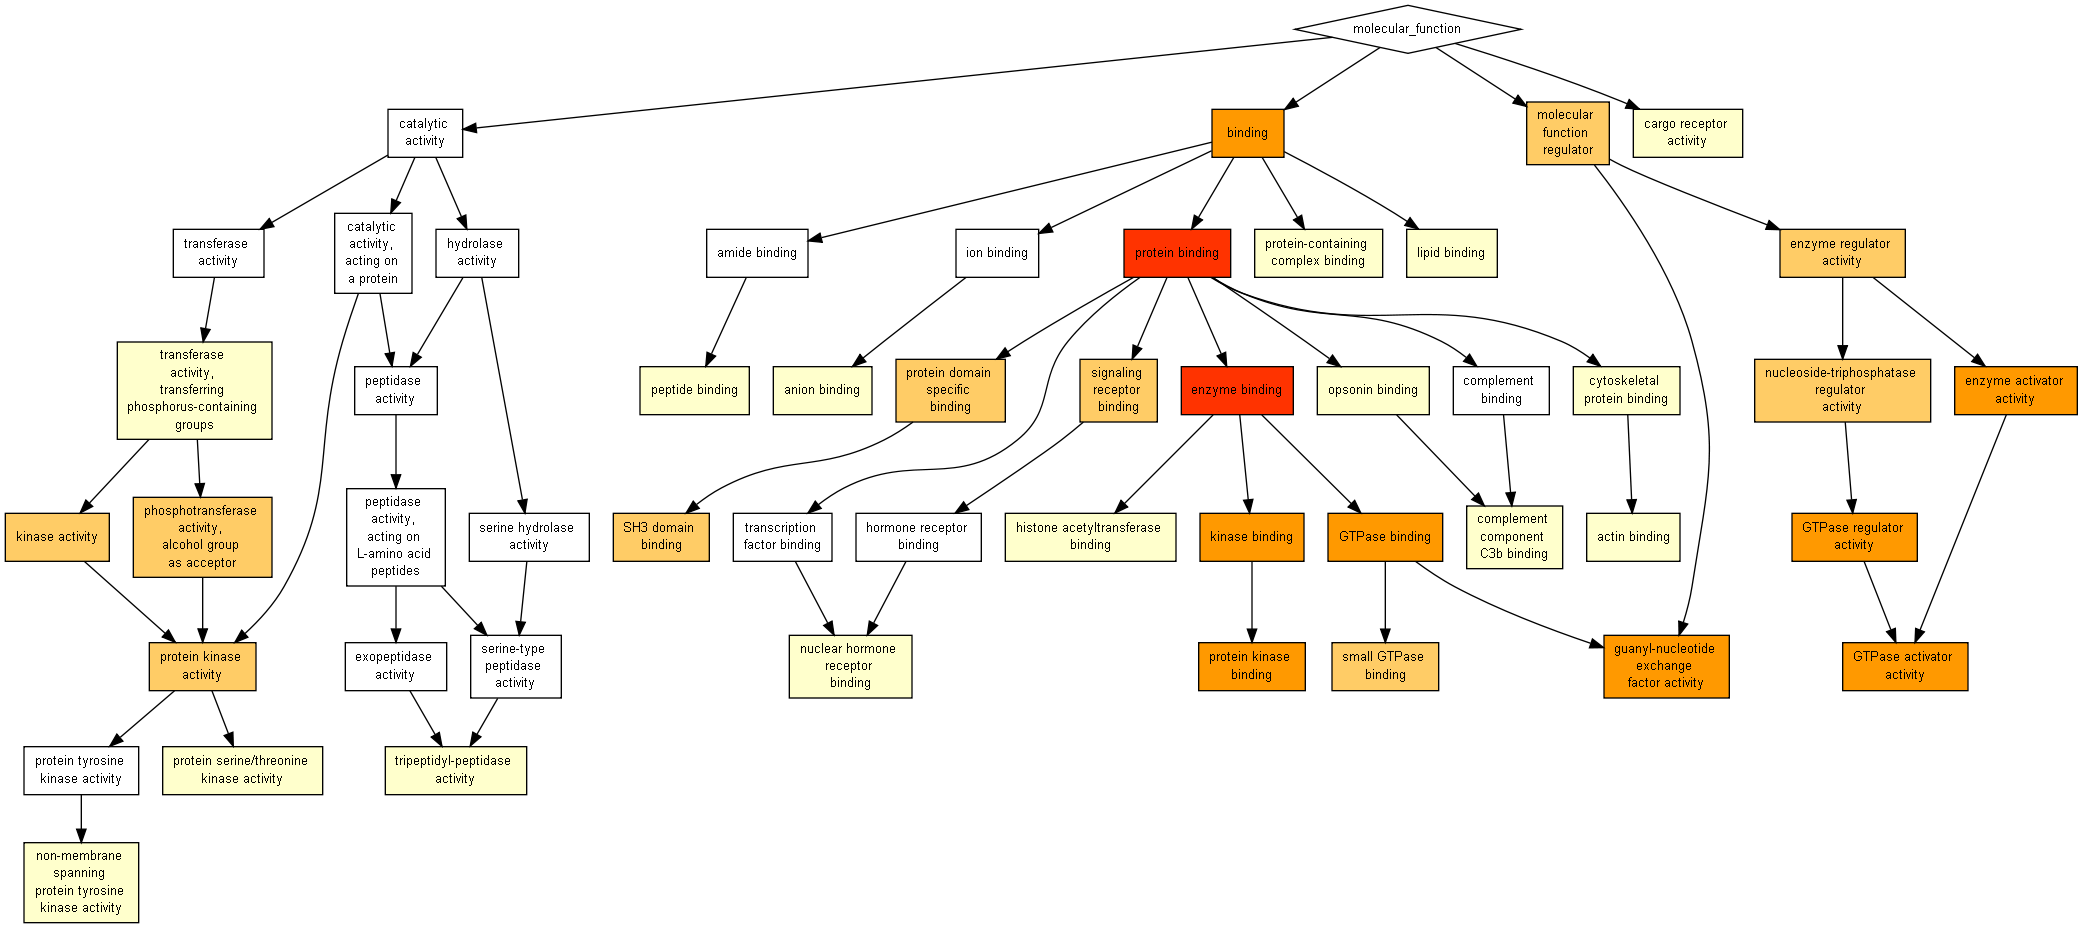 molecular_function
catalytic
activity
binding
molecular
function
regulator
cargo receptor
activity
transferase
activity
catalytic
activity,
acting on
a protein
hydrolase
activity
amide binding
ion binding
protein binding
protein-containing
complex binding
lipid binding
enzyme regulator
activity
transferase
activity,
transferring
phosphorus-containing
groups
peptidase
activity
peptide binding
anion binding
protein domain
specific
binding
signaling
receptor
binding
enzyme binding
opsonin binding
complement
binding
cytoskeletal
protein binding
nucleoside-triphosphatase
regulator
activity
enzyme activator
activity
kinase activity
phosphotransferase
activity,
alcohol group
as acceptor
peptidase
activity,
acting on
L-amino acid
peptides
serine hydrolase
activity
SH3 domain
binding
transcription
factor binding
hormone receptor
binding
histone acetyltransferase
binding
kinase binding
GTPase binding
complement
component
C3b binding
actin binding
GTPase regulator
activity
protein kinase
activity
exopeptidase
activity
serine-type
peptidase
activity
nuclear hormone
receptor
binding
protein kinase
binding
small GTPase
binding
guanyl-nucleotide
exchange
factor activity
GTPase activator
activity
protein tyrosine
kinase activity
protein serine/threonine
kinase activity
tripeptidyl-peptidase
activity
non-membrane
spanning
protein tyrosine
kinase activity